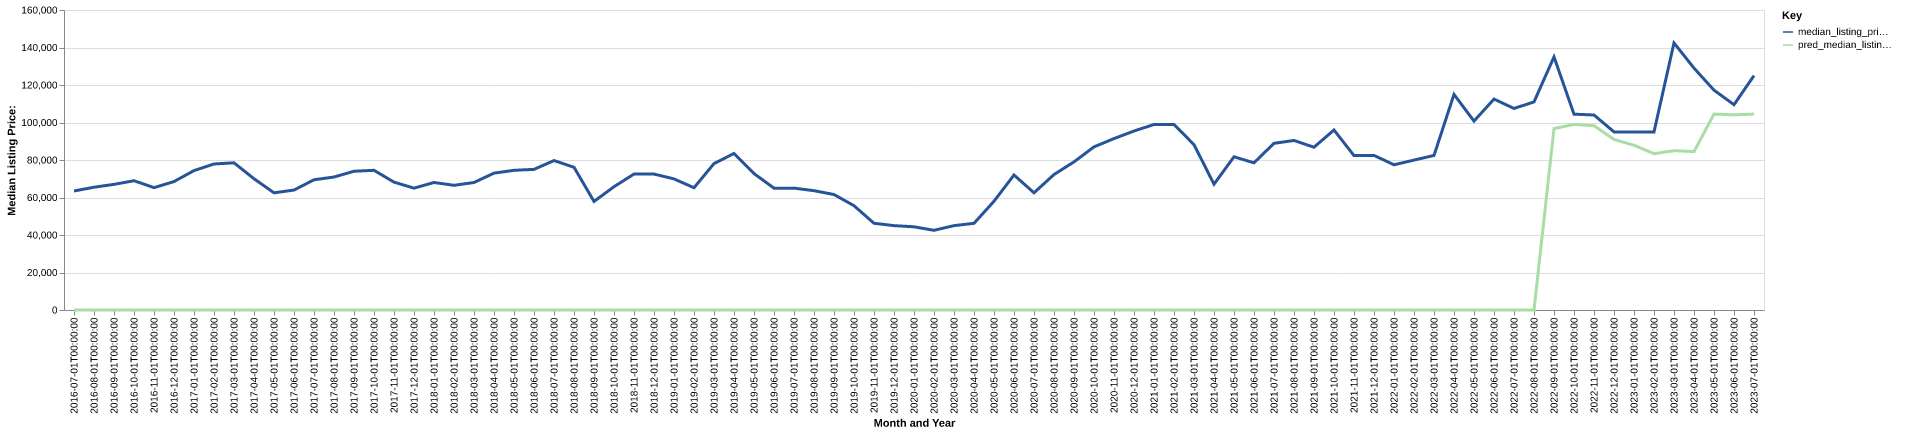 Key
median_listing_pri…
pred_median_listin…
Median Listing Price:
160,000
140,000
120,000
100,000
80,000
60,000
40,000
20,000
0
2016-07-01T00:00:00
2016-08-01T00:00:00
2016-09-01T00:00:00
2016-10-01T00:00:00
2016-11-01T00:00:00
2016-12-01T00:00:00
2017-01-01T00:00:00
2017-02-01T00:00:00
2017-03-01T00:00:00
2017-04-01T00:00:00
2017-05-01T00:00:00
2017-06-01T00:00:00
2017-07-01T00:00:00
2017-08-01T00:00:00
2017-09-01T00:00:00
2017-10-01T00:00:00
2017-11-01T00:00:00
2017-12-01T00:00:00
2018-01-01T00:00:00
2018-02-01T00:00:00
2018-03-01T00:00:00
2018-04-01T00:00:00
2018-05-01T00:00:00
2018-06-01T00:00:00
2018-07-01T00:00:00
2018-08-01T00:00:00
2018-09-01T00:00:00
2018-10-01T00:00:00
2018-11-01T00:00:00
2018-12-01T00:00:00
2019-01-01T00:00:00
2019-02-01T00:00:00
2019-03-01T00:00:00
2019-04-01T00:00:00
2019-05-01T00:00:00
2019-06-01T00:00:00
2019-07-01T00:00:00
2019-08-01T00:00:00
2019-09-01T00:00:00
2019-10-01T00:00:00
2019-11-01T00:00:00
2019-12-01T00:00:00
2020-01-01T00:00:00
2020-02-01T00:00:00
2020-03-01T00:00:00
2020-04-01T00:00:00
2020-05-01T00:00:00
2020-06-01T00:00:00
2020-07-01T00:00:00
2020-08-01T00:00:00
2020-09-01T00:00:00
2020-10-01T00:00:00
2020-11-01T00:00:00
2020-12-01T00:00:00
2021-01-01T00:00:00
2021-02-01T00:00:00
2021-03-01T00:00:00
2021-04-01T00:00:00
2021-05-01T00:00:00
2021-06-01T00:00:00
2021-07-01T00:00:00
2021-08-01T00:00:00
2021-09-01T00:00:00
2021-10-01T00:00:00
2021-11-01T00:00:00
2021-12-01T00:00:00
2022-01-01T00:00:00
2022-02-01T00:00:00
2022-03-01T00:00:00
2022-04-01T00:00:00
2022-05-01T00:00:00
2022-06-01T00:00:00
2022-07-01T00:00:00
2022-08-01T00:00:00
2022-09-01T00:00:00
2022-10-01T00:00:00
2022-11-01T00:00:00
2022-12-01T00:00:00
2023-01-01T00:00:00
2023-02-01T00:00:00
2023-03-01T00:00:00
2023-04-01T00:00:00
2023-05-01T00:00:00
2023-06-01T00:00:00
2023-07-01T00:00:00
Month and Year